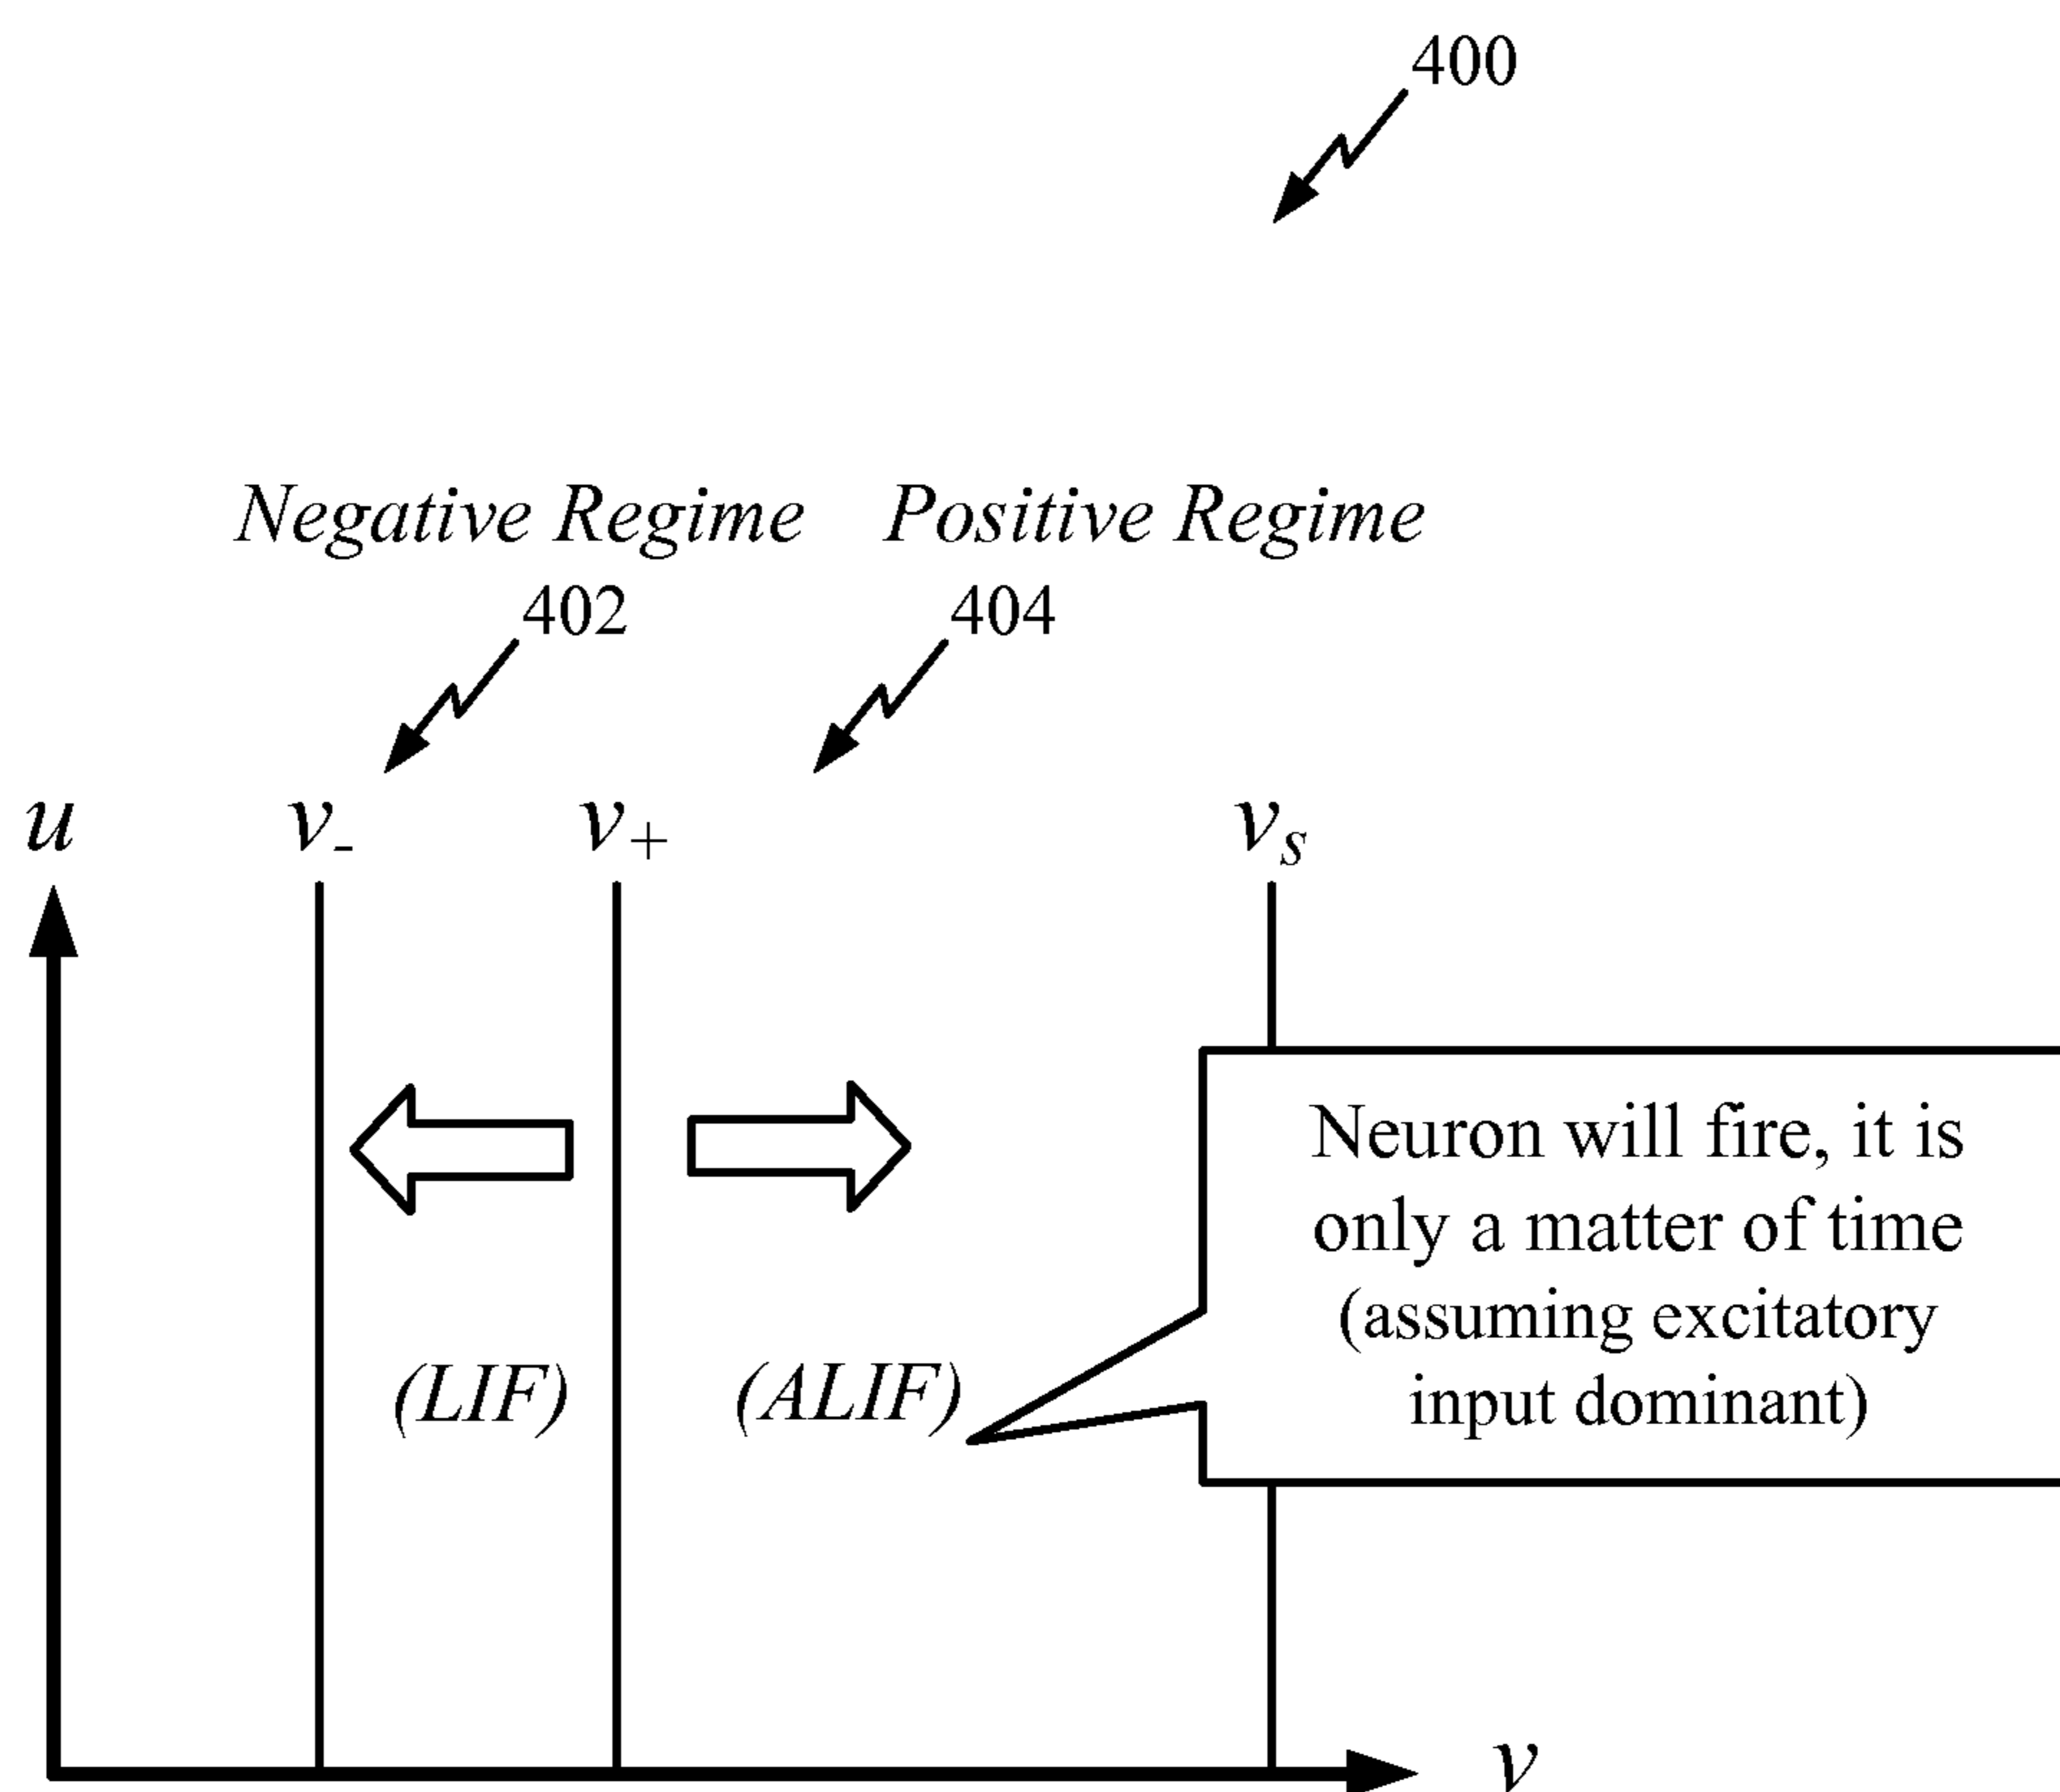 400
Negative Regime Positive Regime
402 404
u v- v+ vs
Neuron will fire, it is
only a matter of time
(assuming excitatory
input dominant)
(LIF) (ALIF)
v